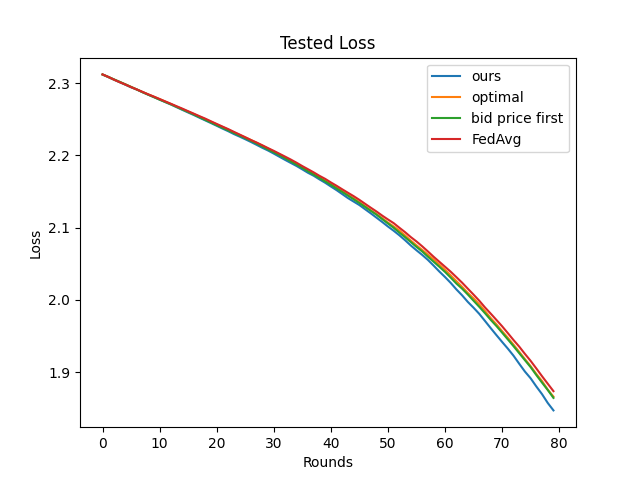 Tested Loss
ours
optimal
bid price first
FedAvg
2.3
2.2
2.1
2.0
1.9
Loss
0 10 20 30 40 50 60 70 80
Rounds